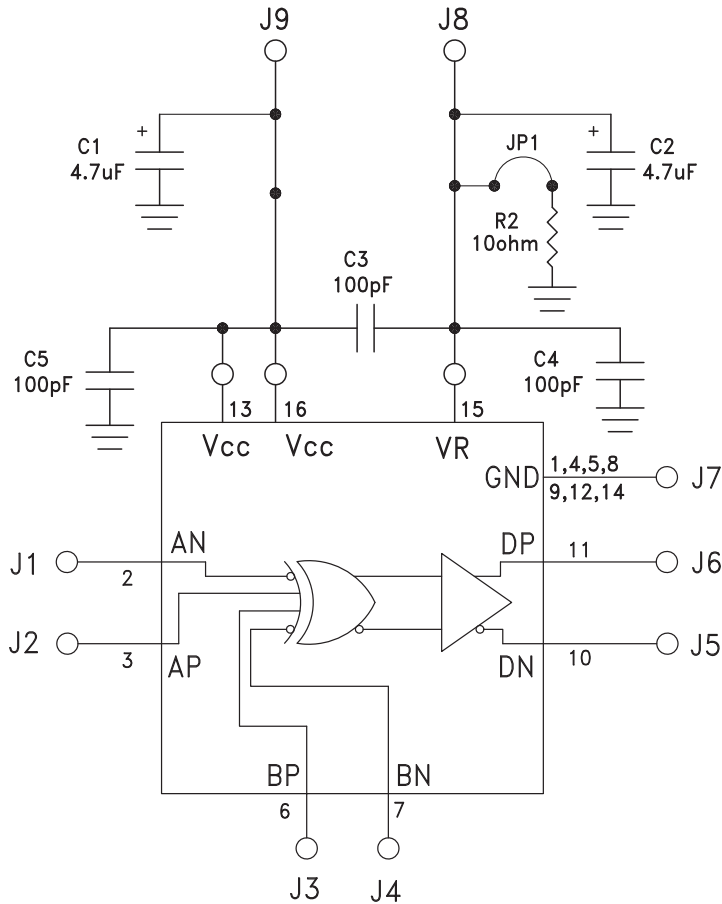 J9
J8
+
C1
4.7uF
JP1
+
C2
4.7uF
R2
10ohm
C3
100pF
C5
100pF
C4
100pF
13
16
15
Vcc
Vcc
VR
GND
1,4,5,8
9,12,14
J7
J1
2
AN
DP
11
J6
J2
3
AP
DN
10
J5
BP
BN
6
7
J3
J4